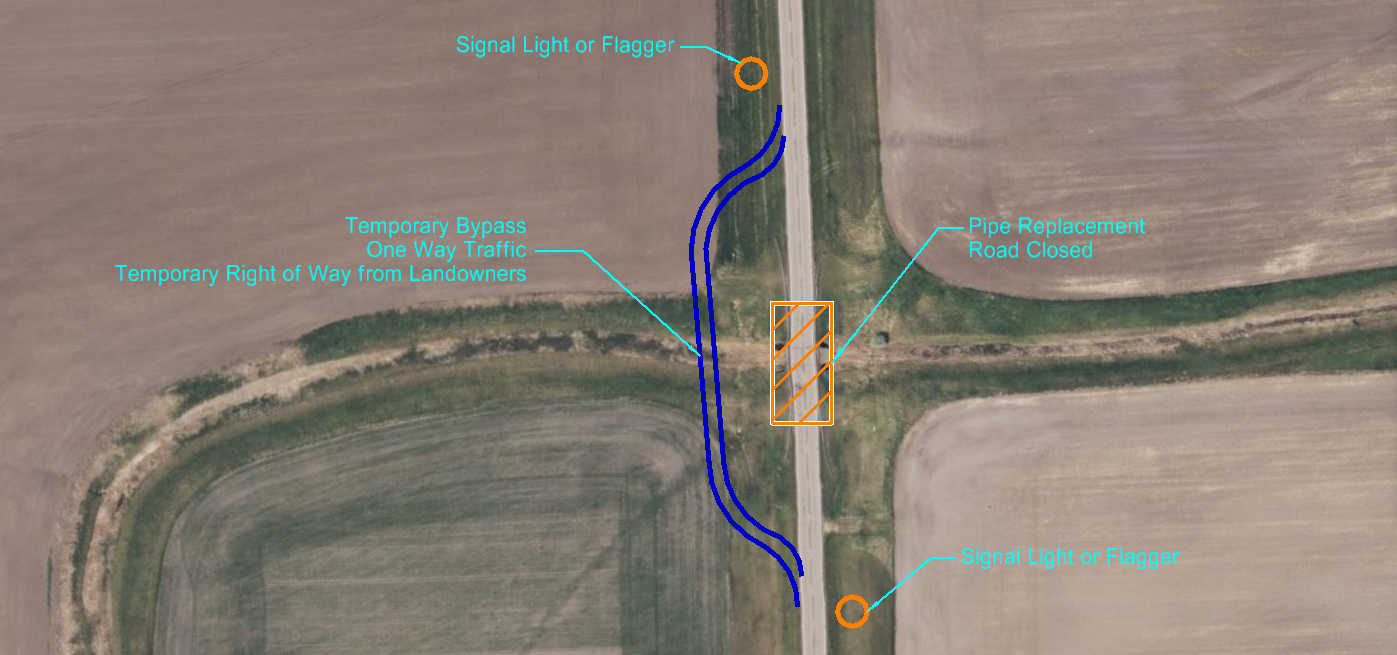 Signal Light or Flagger
Temporary Bypass
One Way Traffic
Temporary Right of Way from Landowners
Pipe Replacement
Road Closed
Signal Light or Flagger